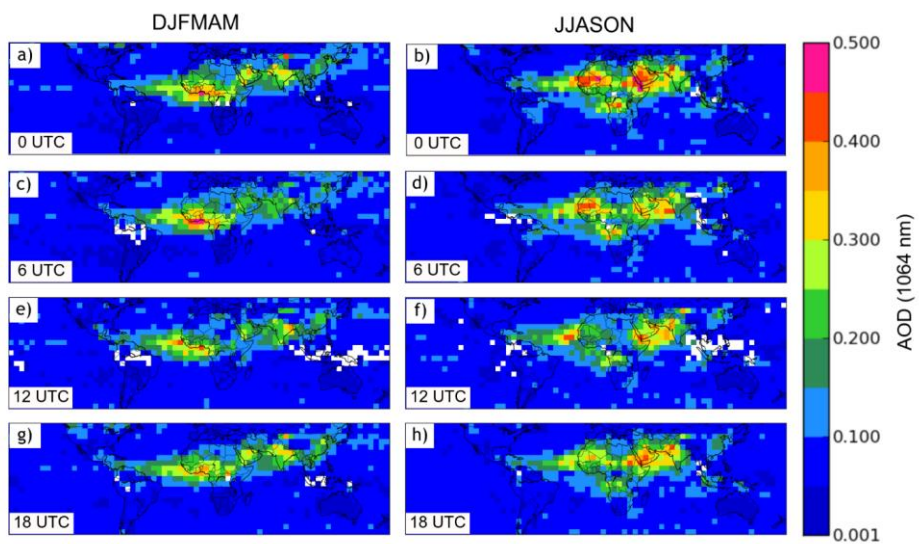 DJFMAM
JJASON
a)
0 UTC
b)
0 UTC
c)
6 UTC
d)
6 UTC
e)
12 UTC
f)
12 UTC
g)
18 UTC
h)
18 UTC
0.500
0.400
0.300
0.200
0.100
0.001
AOD (1064 nm)